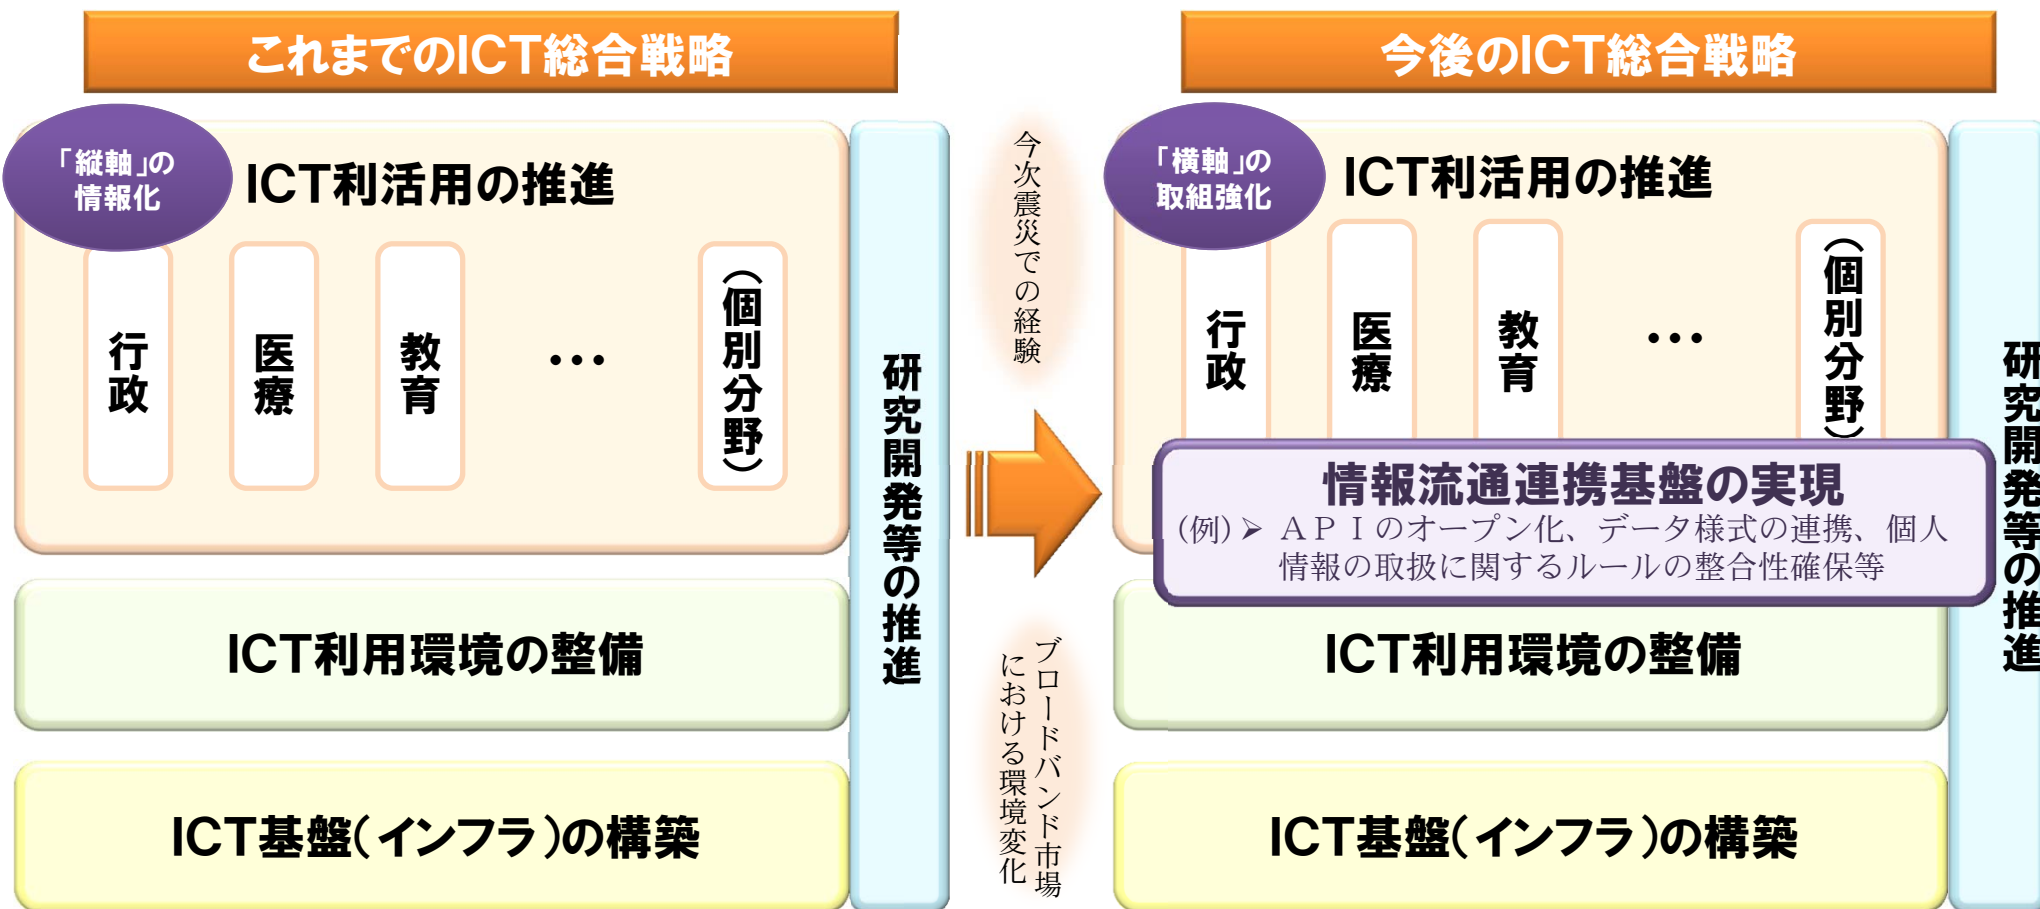 これまでのICT総合戦略
「縦軸」の
情報化
ICT利活用の推進
行政
医療
教育
…
（個別分野）
ICT利用環境の整備
ICT基盤（インフラ）の構築
研究開発等の推進
今次震災での経験
ブロードバンド市場
における環境変化
今後のICT総合戦略
「横軸」の
取組強化
ICT利活用の推進
行政
医療
教育
…
（個別分野）
情報流通連携基盤の実現
(例)➢ ＡＰＩのオープン化、データ様式の連携、個人
情報の取扱に関するルールの整合性確保等
ICT利用環境の整備
ICT基盤（インフラ）の構築
研究開発等の推進